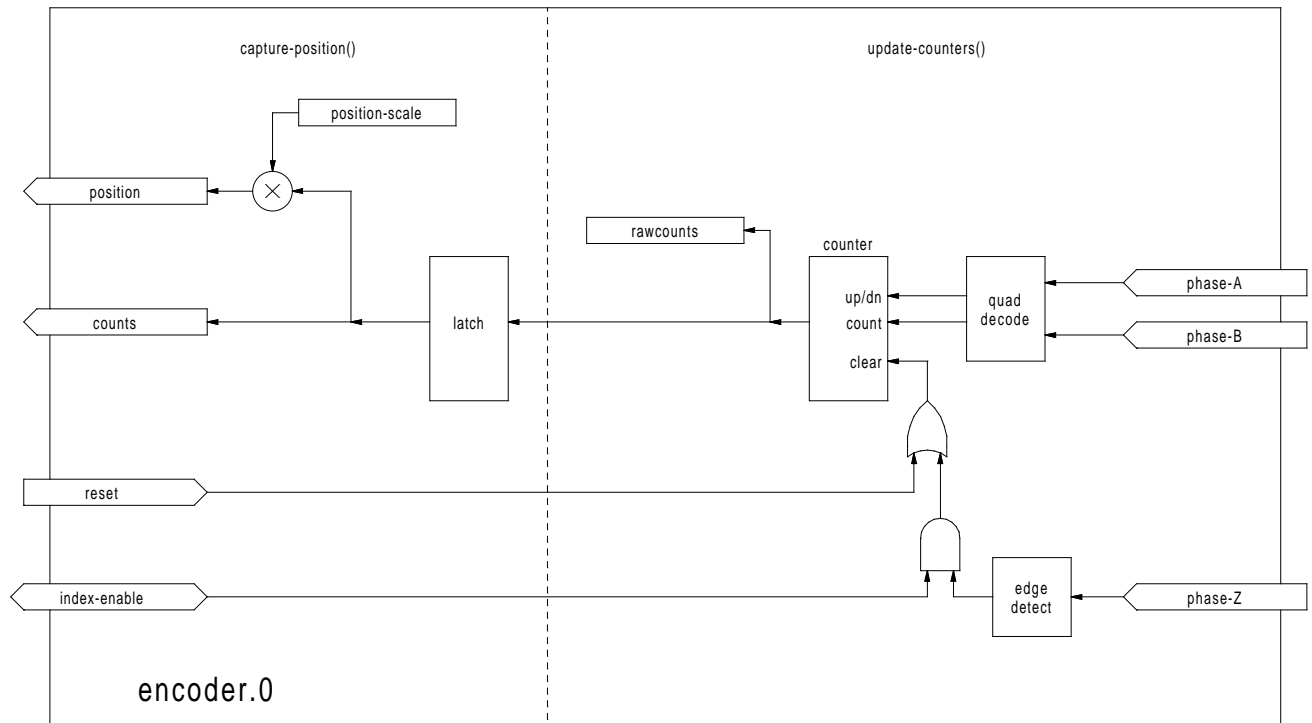 capture-position()
update-counters()
position-scale
position
rawcounts
counter
up/dn
quad
decode
phase-A
counts
latch
count
phase-B
clear
reset
index-enable
edge
detect
phase-Z
encoder.0